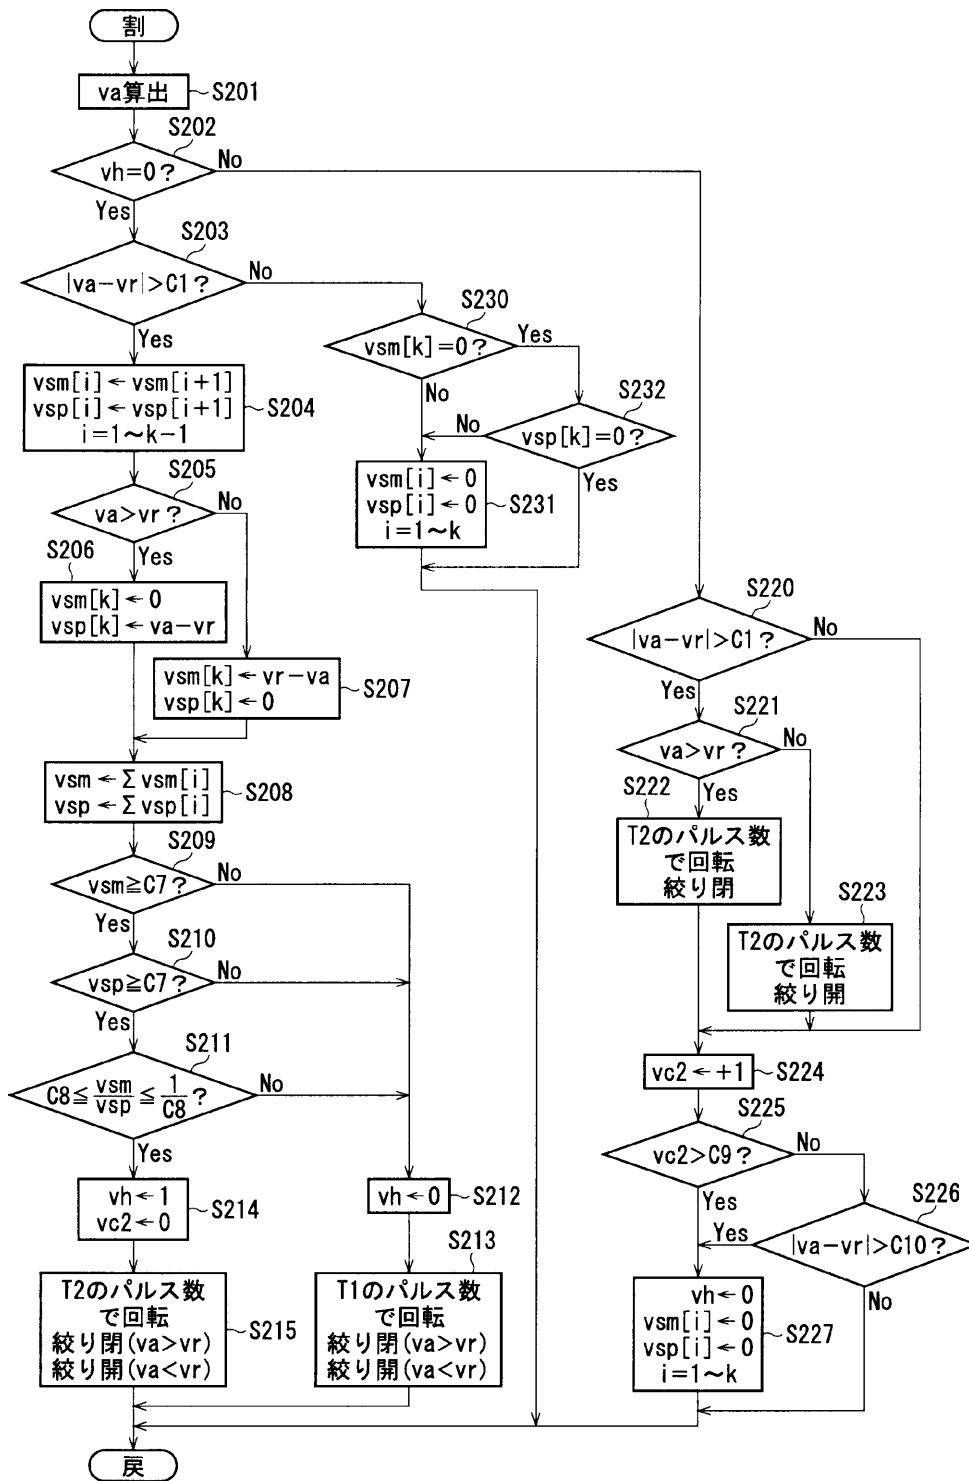 割
va算出
S201
S202
vh=0?
No
Yes
S203
|va-vr|>C1?
No
Yes
S230
vsm[k]=0?
Yes
No
vsm[i]←vsm[i+1]
vsp[i]←vsp[i+1]
i=1~k-1
S204
S232
vsp[k]=0?
No
Yes
S205
va>vr?
No
Yes
vsm[i]←0
vsp[i]←0
i=1~k
S231
S206
vsm[k]←0
vsp[k]←va-vr
vsm[k]←vr-va
vsp[k]←0
S207
S220
|va-vr|>C1?
No
Yes
S221
va>vr?
No
Yes
vsm←Σvsm[i]
vsp←Σvsp[i]
S208
S222
T2のパルス数
で回転
絞り閉
S209
vsm≧C7?
No
Yes
S223
T2のパルス数
で回転
絞り開
S210
vsp≧C7?
No
Yes
S211
C8≦vsm/vsp≦1/C8?
No
Yes
vc2←+1
S224
S225
vc2>C9?
No
Yes
vh←1
vc2←0
S214
vh←0
S212
S226
|va-vr|>C10?
Yes
No
T2のパルス数
で回転
絞り閉(va>vr)
絞り開(va<vr)
S215
S213
T1のパルス数
で回転
絞り閉(va>vr)
絞り開(va<vr)
vh←0
vsm[i]←0
vsp[i]←0
i=1~k
S227
戻